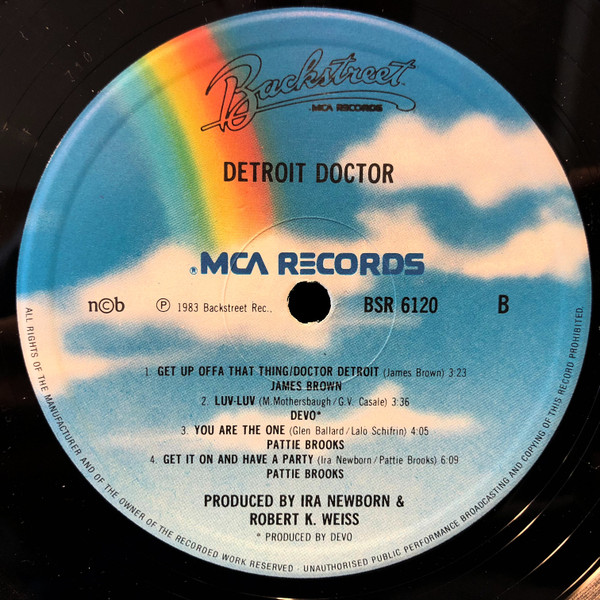 Backstreet
MCA RECORDS
DETROIT DOCTOR
® MCA RECORDS
n©b ℗ 1983 Backstreet Rec., BSR 6120 B
1. GET UP OFFA THAT THING/DOCTOR DETROIT (James Brown) 3:23
JAMES BROWN
2. LUV-LUV (M.Mothersbaugh/G.V. Casale) 3:36
DEVO*
3. YOU ARE THE ONE (Glen Ballard/Lalo Schifrin) 4:05
PATTIE BROOKS
4. GET IT ON AND HAVE A PARTY (Ira Newborn/Pattie Brooks) 6:09
PATTIE BROOKS
PRODUCED BY IRA NEWBORN &
ROBERT K. WEISS
* PRODUCED BY DEVO
ALL RIGHTS OF THE MANUFACTURER AND OF THE OWNER OF THE RECORDED WORK RESERVED - UNAUTHORISED PUBLIC PERFORMANCE BROADCASTING AND COPYING OF THIS RECORD PROHIBITED